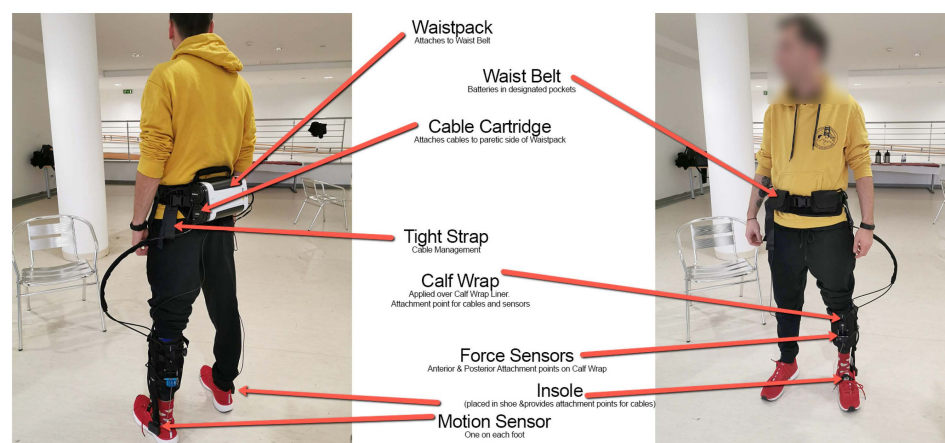 Waistpack
Attaches to Waist Belt
Waist Belt
Batteries in designated pockets
Cable Cartridge
Attaches cables to paretic side of Waistpack
Tight Strap
Cable Management
Calf Wrap
Applied over Calf Wrap Liner.
Attachment point for cables and sensors
Force Sensors
Anterior & Posterior Attachment points on Calf Wrap
Insole
(placed in shoe &provides attachment points for cables)
Motion Sensor
One on each foot